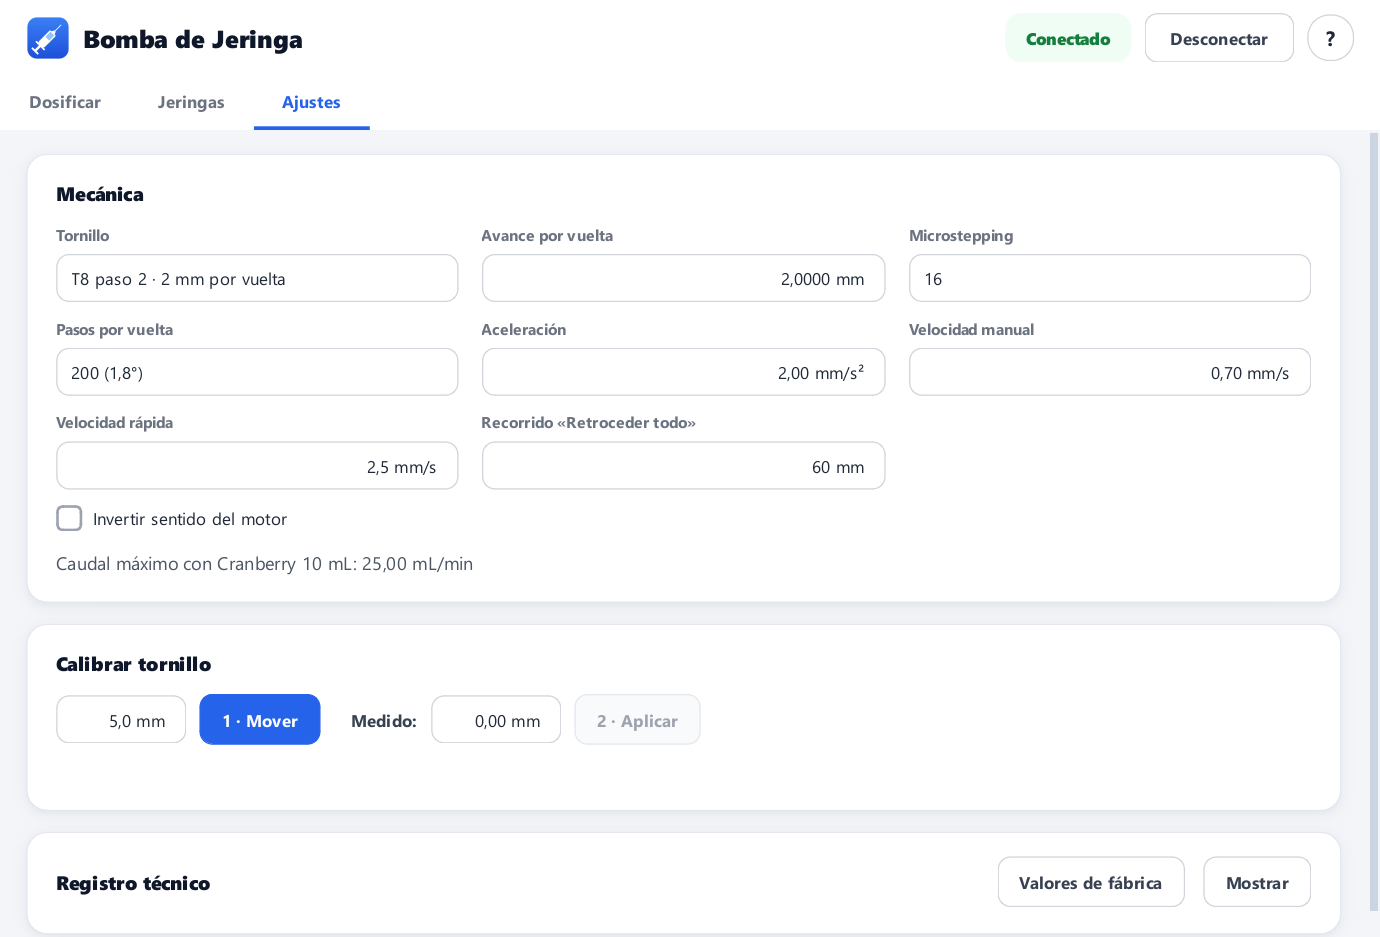 Bomba de Jeringa
Conectado
Desconectar
?
Dosificar
Jeringas
Ajustes
Mecánica
Tornillo
Avance por vuelta
Microstepping
T8 paso 2 · 2 mm por vuelta
2,0000 mm
16
Pasos por vuelta
Aceleración
Velocidad manual
200 (1,8°)
2,00 mm/s²
0,70 mm/s
Velocidad rápida
Recorrido «Retroceder todo»
2,5 mm/s
60 mm
Invertir sentido del motor
Caudal máximo con Cranberry 10 mL: 25,00 mL/min
Calibrar tornillo
5,0 mm
1 · Mover
Medido:
0,00 mm
2 · Aplicar
Registro técnico
Valores de fábrica
Mostrar